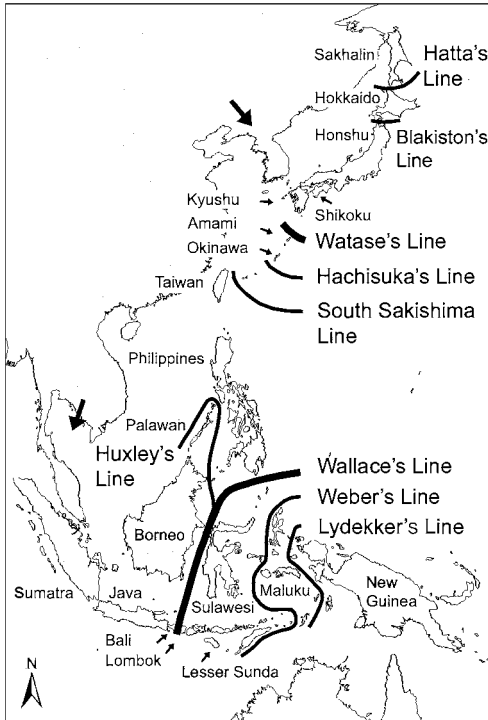 Sakhalin
Hatta's
Line
Hokkaido
Honshu
Blakiston's
Line
Kyushu
Shikoku
Amami
Watase's Line
Okinawa
Hachisuka's Line
Taiwan
South Sakishima
Line
Philippines
Palawan
Huxley's
Line
Wallace's Line
Weber's Line
Lydekker's Line
Borneo
Sumatra
Java
Sulawesi
Maluku
New
Guinea
Bali
Lombok
Lesser Sunda
N